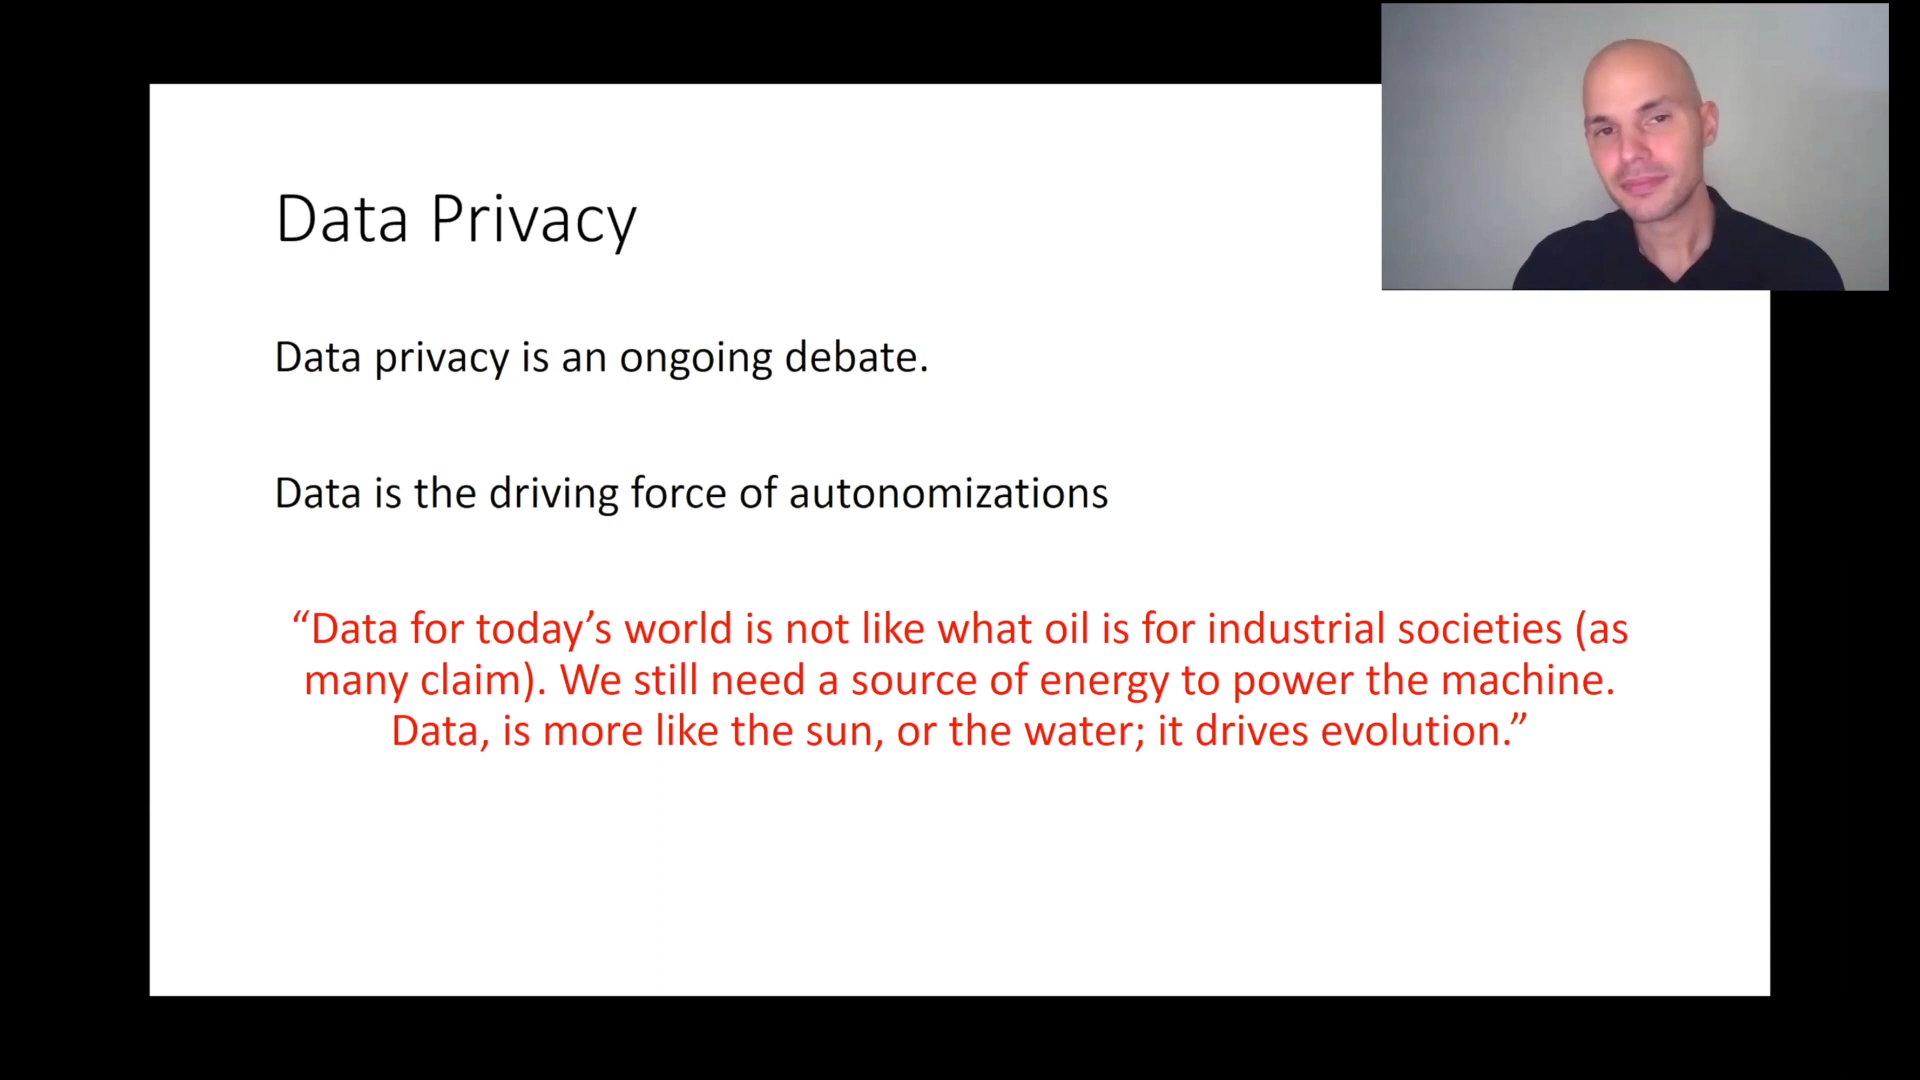 Data Privacy
Data privacy is an ongoing debate.
Data is the driving force of autonomizations
“Data for today’s world is not like what oil is for industrial societies (as
many claim). We still need a source of energy to power the machine.
Data, is more like the sun, or the water; it drives evolution.”